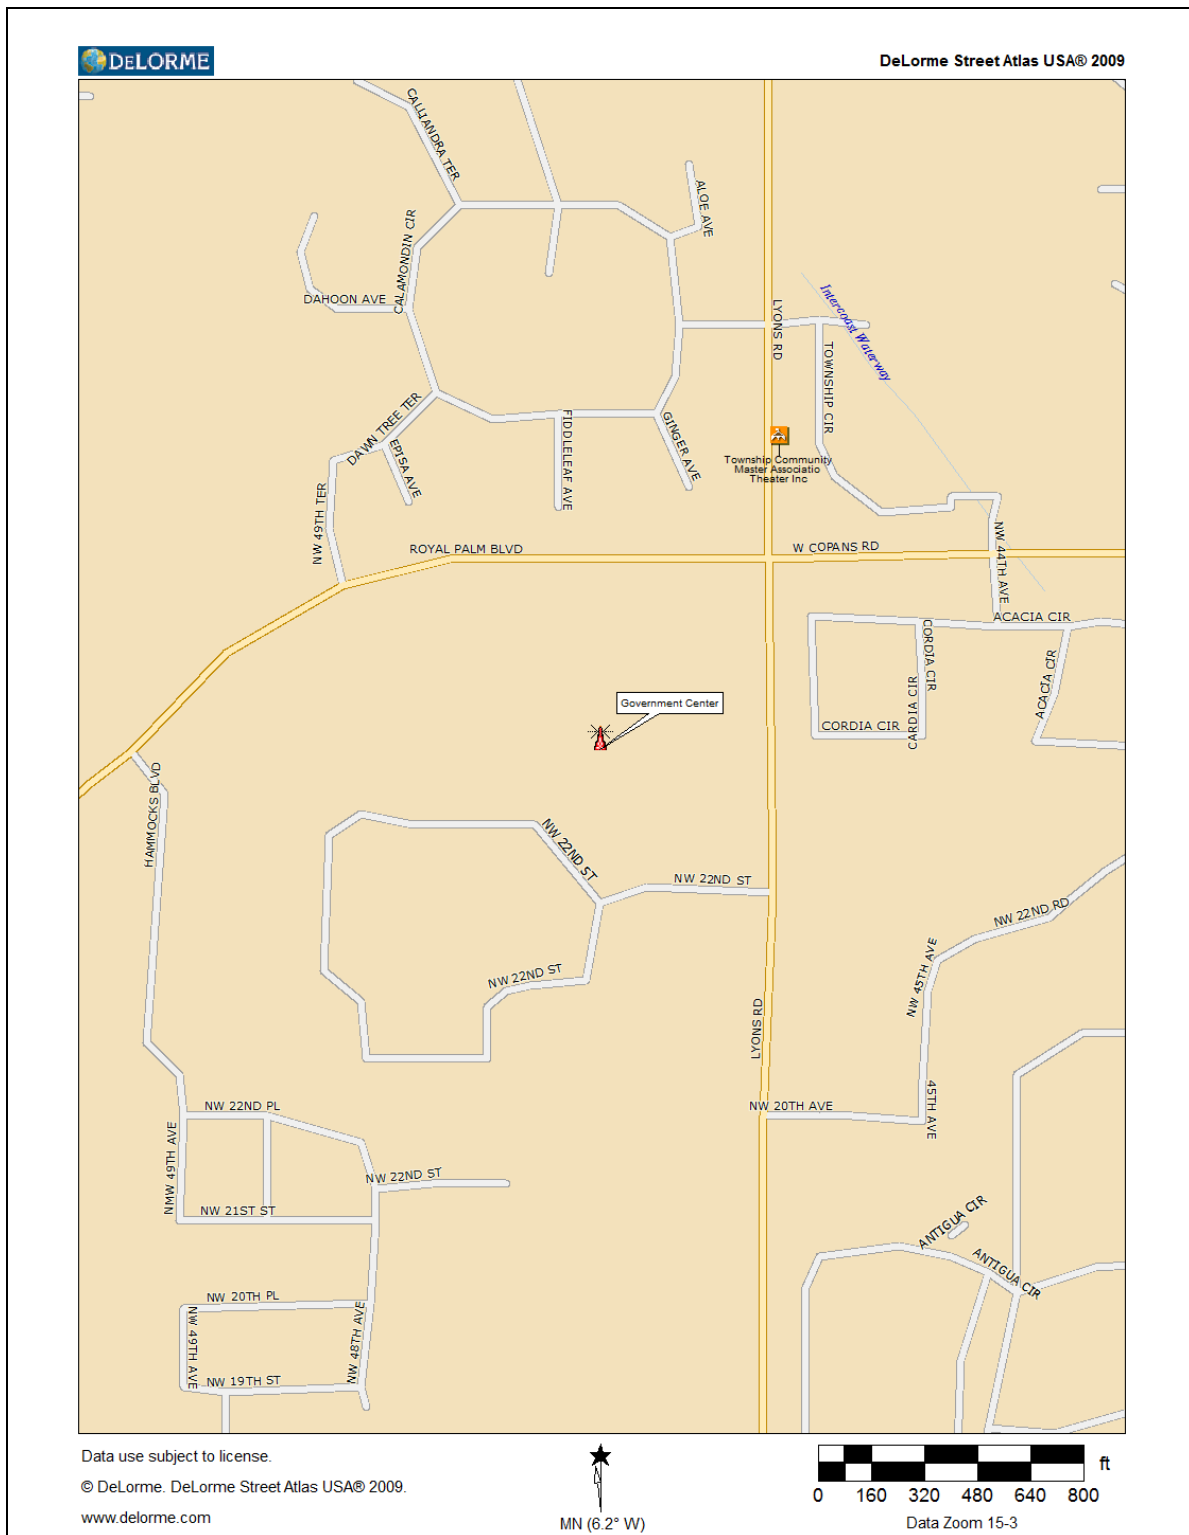 DELORME
DeLorme Street Atlas USA® 2009
CALLIANDRA TER
ALOE AVE
CALAMONDIN CIR
DAHOON AVE
LYONS RD
Intercoast Waterway
TOWNSHIP CIR
DAWN TREE TER
EPISA AVE
FIDDLELEAF AVE
GINGER AVE
Township Community
Master Associatio
Theater Inc
NW 49TH TER
ROYAL PALM BLVD
W COPANS RD
NW 44TH AVE
ACACIA CIR
CORDIA CIR
ACACIA CIR
CARDIA CIR
CORDIA CIR
Government Center
HAMMOCKS BLVD
NW 22ND ST
NW 22ND ST
NW 22ND RD
NW 45TH AVE
NW 22ND ST
LYONS RD
NW 20TH AVE
45TH AVE
NW 22ND PL
NMW 49TH AVE
NW 22ND ST
NW 21ST ST
ANTIGUA CIR
ANTIGUA CIR
NW 20TH PL
NW 49TH AVE
NW 48TH AVE
NW 19TH ST
Data use subject to license.
© DeLorme. DeLorme Street Atlas USA® 2009.
www.delorme.com
MN (6.2° W)
ft
0 160 320 480 640 800
Data Zoom 15-3